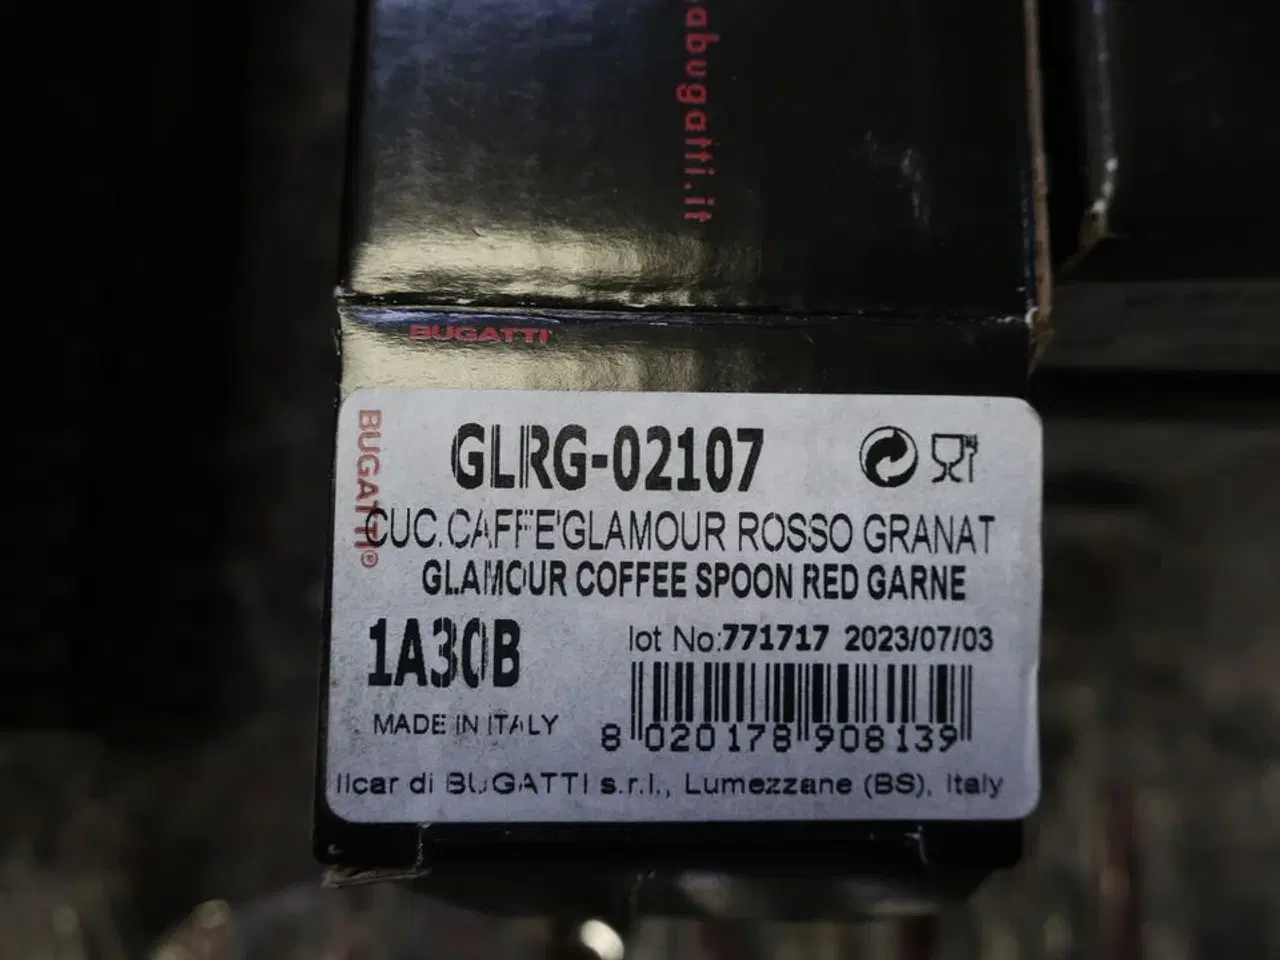 abugatti.it
BUGATTI
BUGATTI®
GLRG-02107
CUC.CAFFE'GLAMOUR ROSSO GRANAT
GLAMOUR COFFEE SPOON RED GARNE
1A30B
lot No:771717 2023/07/03
MADE IN ITALY
8 020178 908139
Ilcar di BUGATTI s.r.l., Lumezzane (BS), Italy